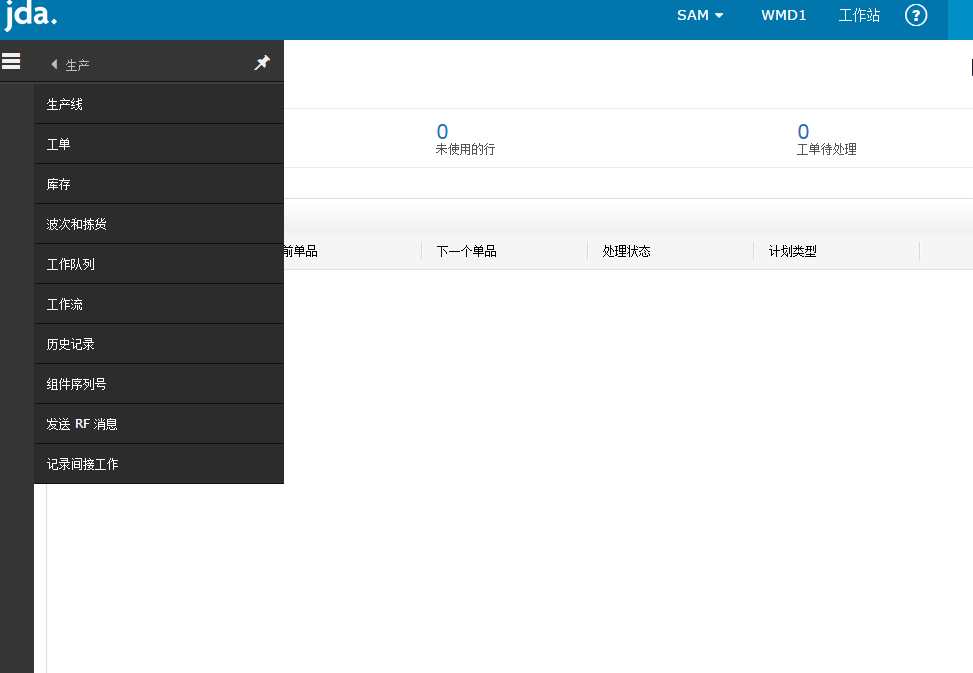 jda.
SAM
WMD1
工作站
?
生产
生产线
工单
库存
波次和拣货
工作队列
工作流
历史记录
组件序列号
发送 RF 消息
记录间接工作
0
未使用的行
0
工单待处理
前单品
下一个单品
处理状态
计划类型